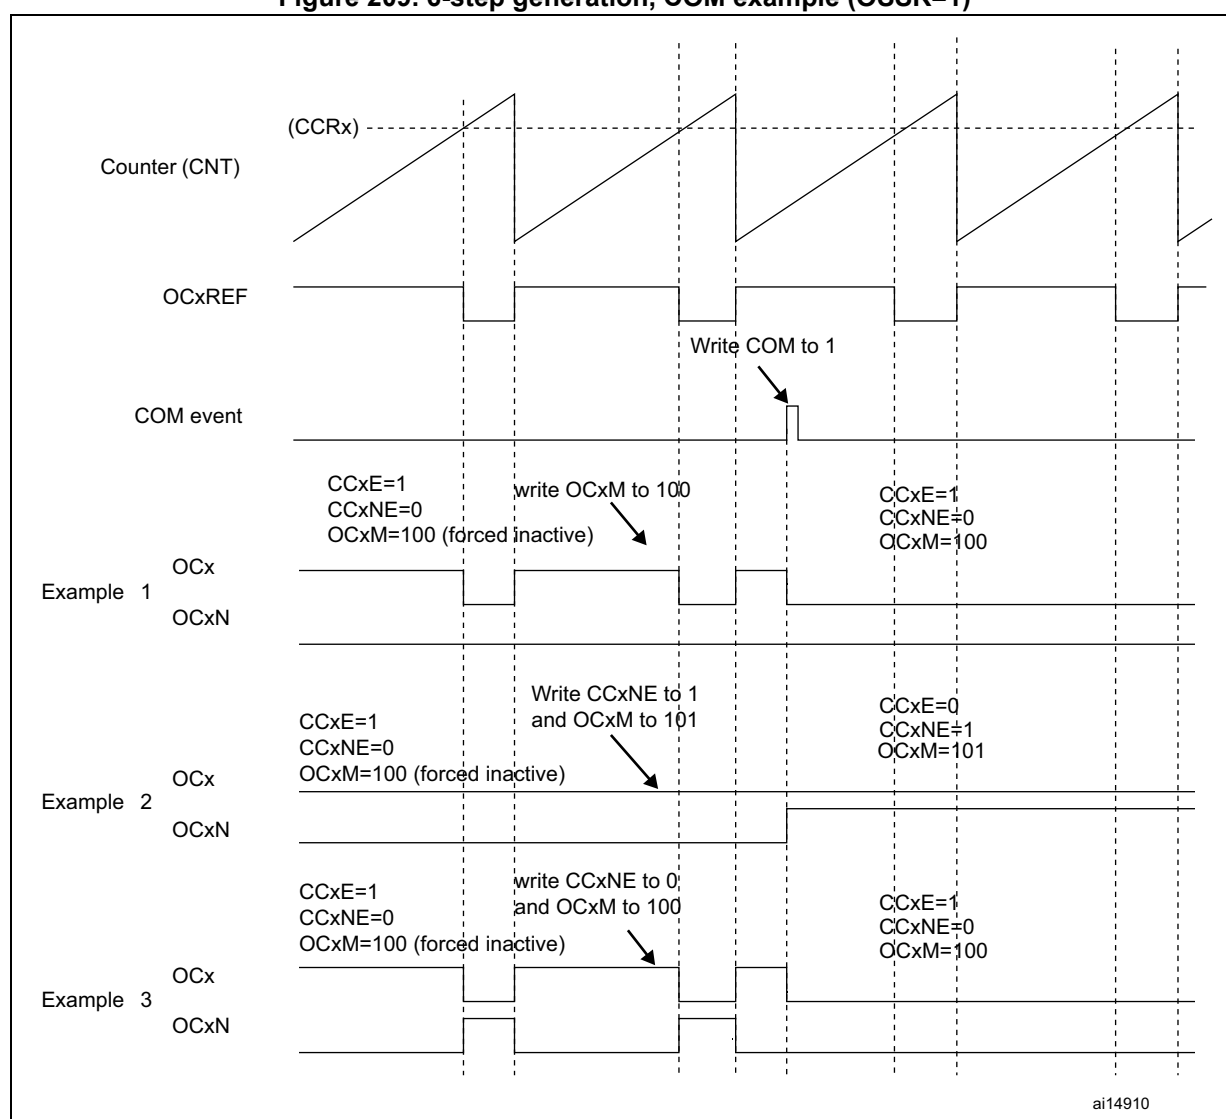 Figure 209. 6-step generation, COM example (OSSR=1)
(CCRx)
Counter (CNT)
OCxREF
Write COM to 1
COM event
CCxE=1
CCxNE=0
OCxM=100 (forced inactive)
write OCxM to 100
CCxE=1
CCxNE=0
OCxM=100
OCx
Example 1
OCxN
Write CCxNE to 1
and OCxM to 101
CCxE=1
CCxNE=0
OCxM=100 (forced inactive)
CCxE=0
CCxNE=1
OCxM=101
OCx
Example 2
OCxN
write CCxNE to 0
and OCxM to 100
CCxE=1
CCxNE=0
OCxM=100 (forced inactive)
CCxE=1
CCxNE=0
OCxM=100
OCx
Example 3
OCxN
ai14910